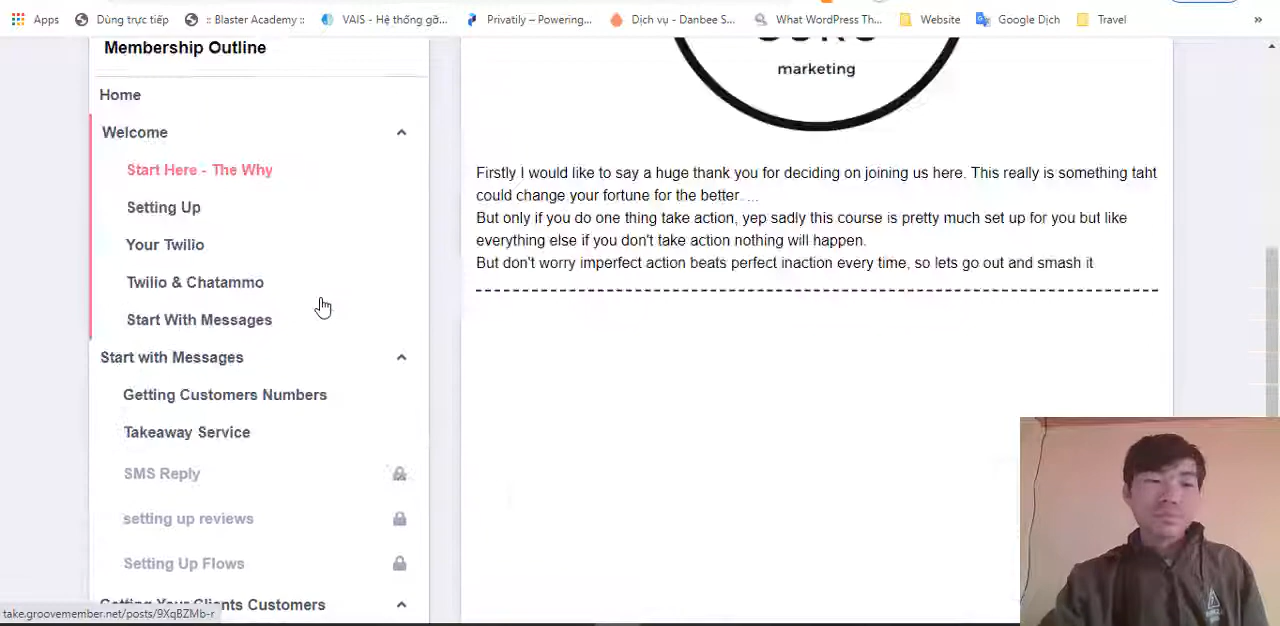 Apps
Dùng trực tiếp
:: Blaster Academy ::
VAIS - Hệ thống gỡ...
Privatily – Powering...
Dịch vụ - Danbee S...
What WordPress Th...
Website
Google Dịch
Travel
»
Membership Outline
Home
Welcome
Start Here - The Why
Setting Up
Your Twilio
Twilio & Chatammo
Start With Messages
Start with Messages
Getting Customers Numbers
Takeaway Service
SMS Reply
setting up reviews
Setting Up Flows
Getting Your Clients Customers
take.groovemember.net/posts/9XqBZMb-r
marketing
Firstly I would like to say a huge thank you for deciding on joining us here. This really is something taht
could change your fortune for the better ....
But only if you do one thing take action, yep sadly this course is pretty much set up for you but like
everything else if you don't take action nothing will happen.
But don't worry imperfect action beats perfect inaction every time, so lets go out and smash it